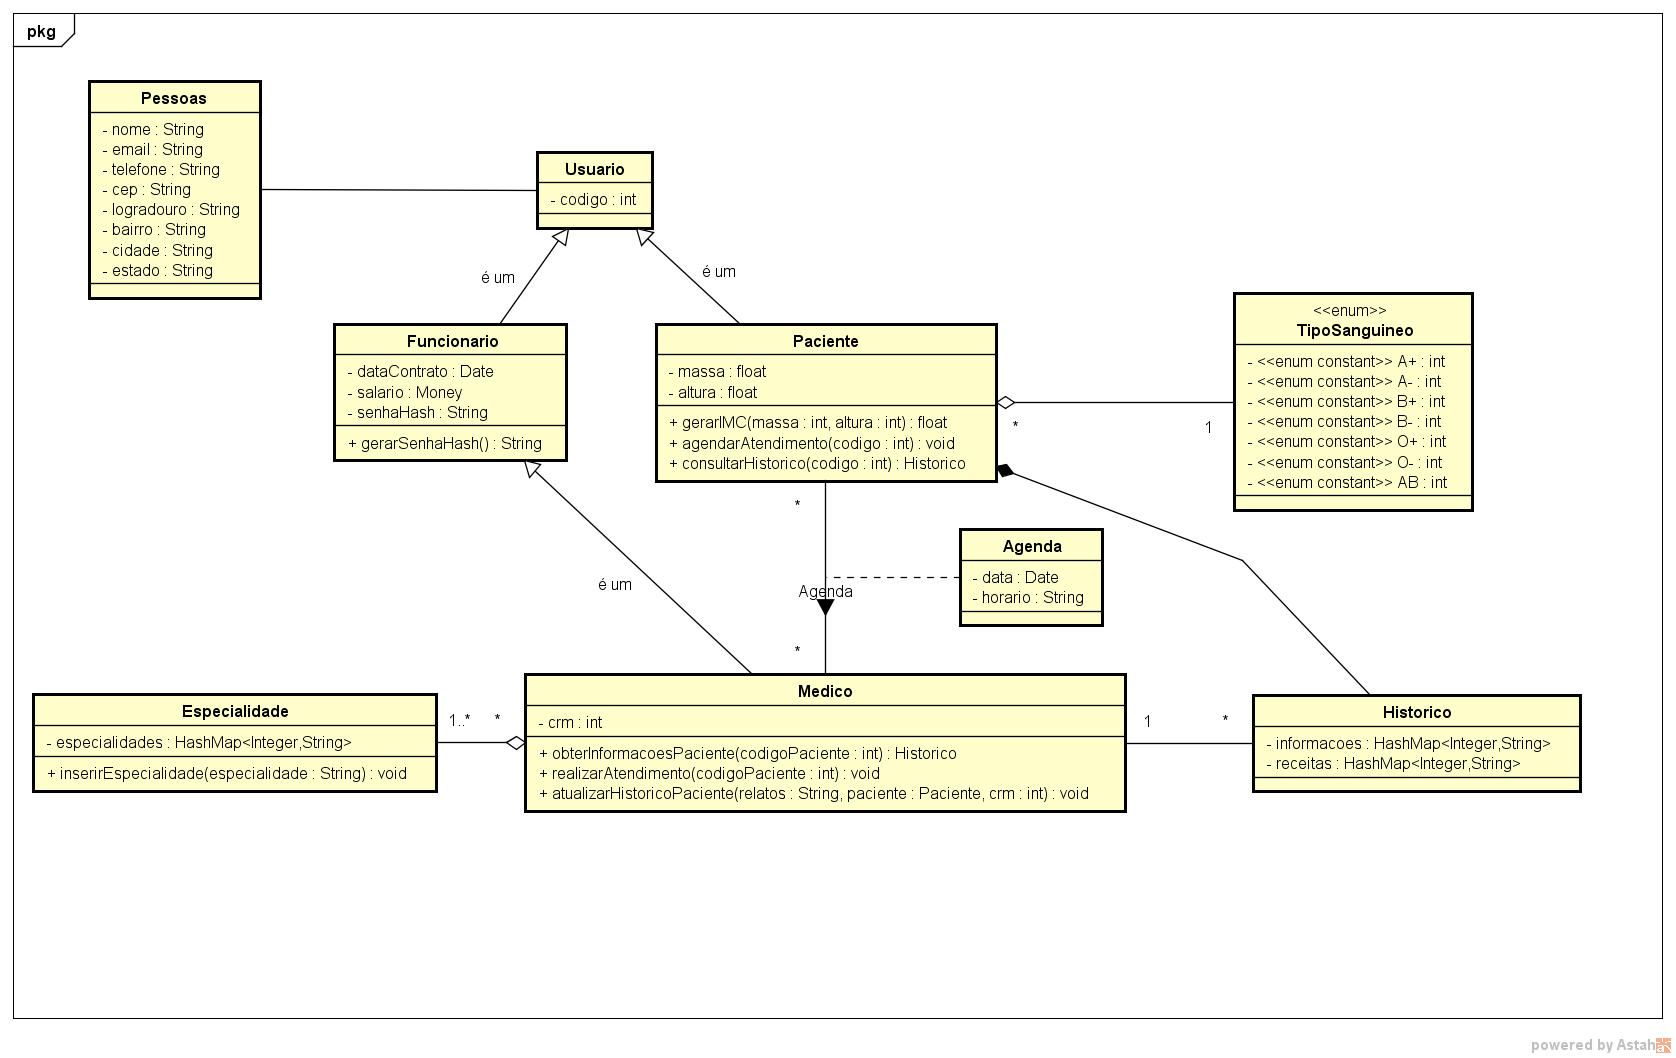 pkg
Pessoas
- nome : String
- email : String
- telefone : String
- cep : String
- logradouro : String
- bairro : String
- cidade : String
- estado : String
Usuario
- codigo : int
é um
é um
Funcionario
- dataContrato : Date
- salario : Money
- senhaHash : String
+ gerarSenhaHash() : String
Paciente
- massa : float
- altura : float
+ gerarIMC(massa : int, altura : int) : float
+ agendarAtendimento(codigo : int) : void
+ consultarHistorico(codigo : int) : Historico
* 1
<<enum>>
TipoSanguineo
- <<enum constant>> A+ : int
- <<enum constant>> A- : int
- <<enum constant>> B+ : int
- <<enum constant>> B- : int
- <<enum constant>> O+ : int
- <<enum constant>> O- : int
- <<enum constant>> AB : int
*
Agenda
- data : Date
- horario : String
é um
Agenda
*
Especialidade
- especialidades : HashMap<Integer,String>
+ inserirEspecialidade(especialidade : String) : void
1..* *
Medico
- crm : int
+ obterInformacoesPaciente(codigoPaciente : int) : Historico
+ realizarAtendimento(codigoPaciente : int) : void
+ atualizarHistoricoPaciente(relatos : String, paciente : Paciente, crm : int) : void
1 *
Historico
- informacoes : HashMap<Integer,String>
- receitas : HashMap<Integer,String>
powered by Astah